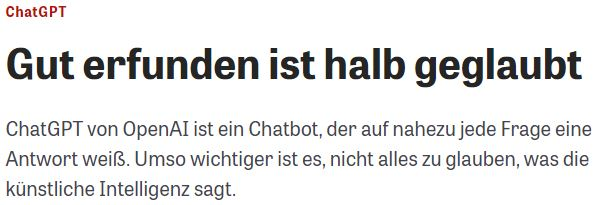 ChatGPT
Gut erfunden ist halb geglaubt
ChatGPT von OpenAI ist ein Chatbot, der auf nahezu jede Frage eine
Antwort weiß. Umso wichtiger ist es, nicht alles zu glauben, was die
künstliche Intelligenz sagt.